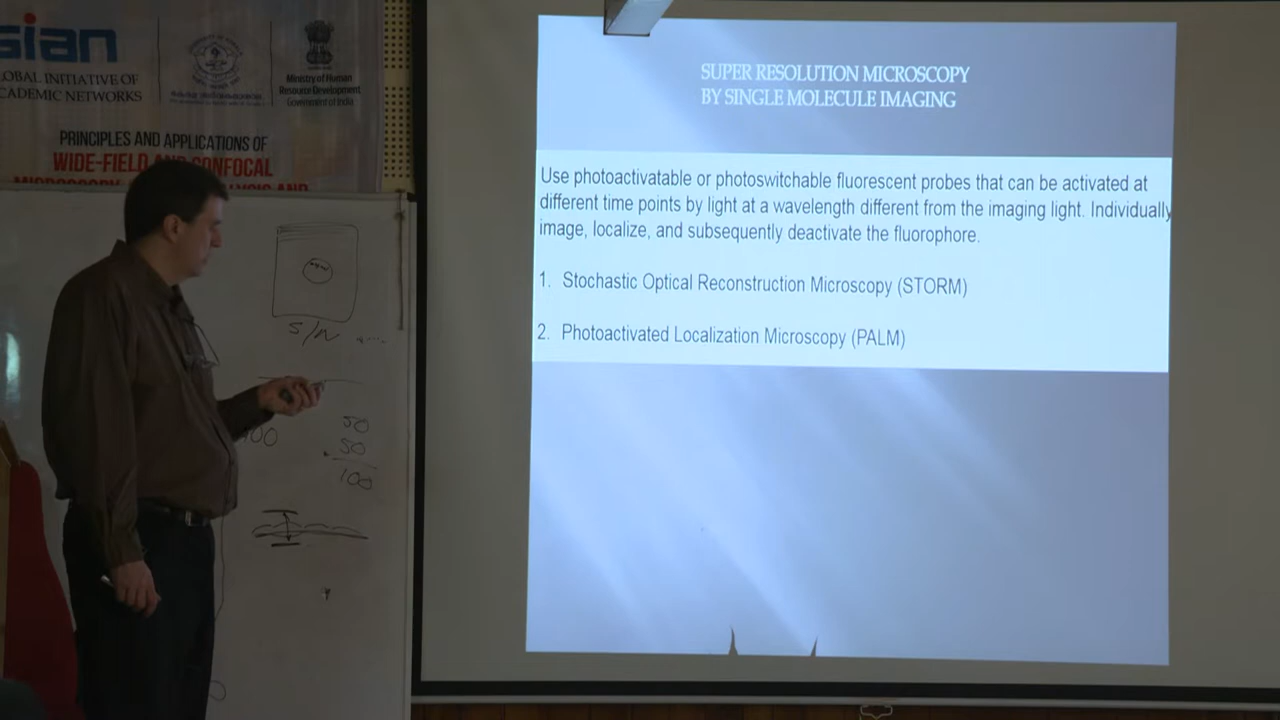 sian
OBAL INITIATIVE OF
CADEMIC NETWORKS
Ministry of Human
Resource Development
Government of India
PRINCIPLES AND APPLICATIONS OF
WIDE-FIELD AND CONFOCAL
SUPER RESOLUTION MICROSCOPY
BY SINGLE MOLECULE IMAGING
Use photoactivatable or photoswitchable fluorescent probes that can be activated at
different time points by light at a wavelength different from the imaging light. Individually
image, localize, and subsequently deactivate the fluorophore.
1. Stochastic Optical Reconstruction Microscopy (STORM)
2. Photoactivated Localization Microscopy (PALM)
S/N
50
50
100